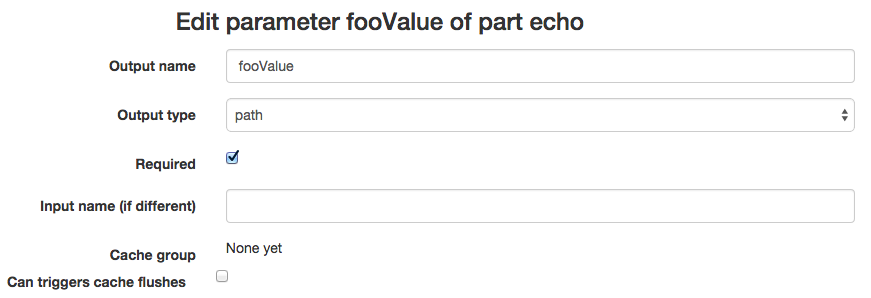 Edit parameter fooValue of part echo
Output name fooValue
Output type path
Required
Input name (if different)
Cache group None yet
Can triggers cache flushes